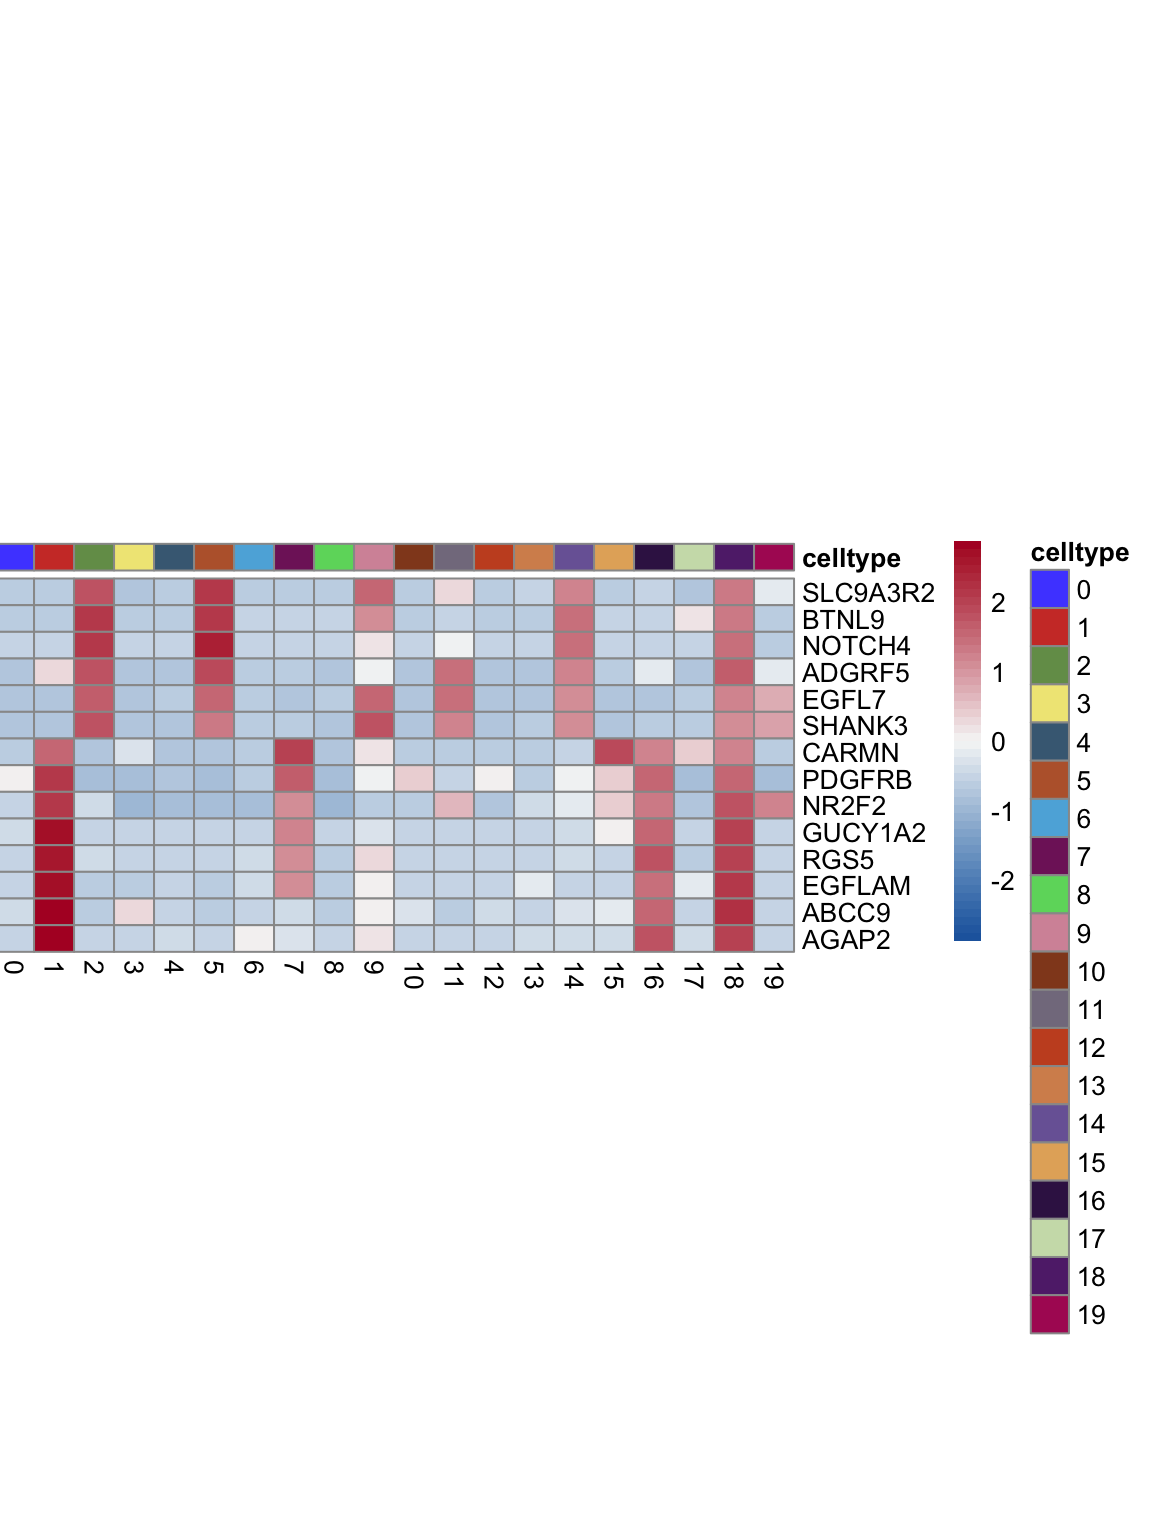 celltype
SLC9A3R2
BTNL9
NOTCH4
ADGRF5
EGFL7
SHANK3
CARMN
PDGFRB
NR2F2
GUCY1A2
RGS5
EGFLAM
ABCC9
AGAP2
0 1 2 3 4 5 6 7 8 9 10 11 12 13 14 15 16 17 18 19
2
1
0
-1
-2
celltype
0
1
2
3
4
5
6
7
8
9
10
11
12
13
14
15
16
17
18
19